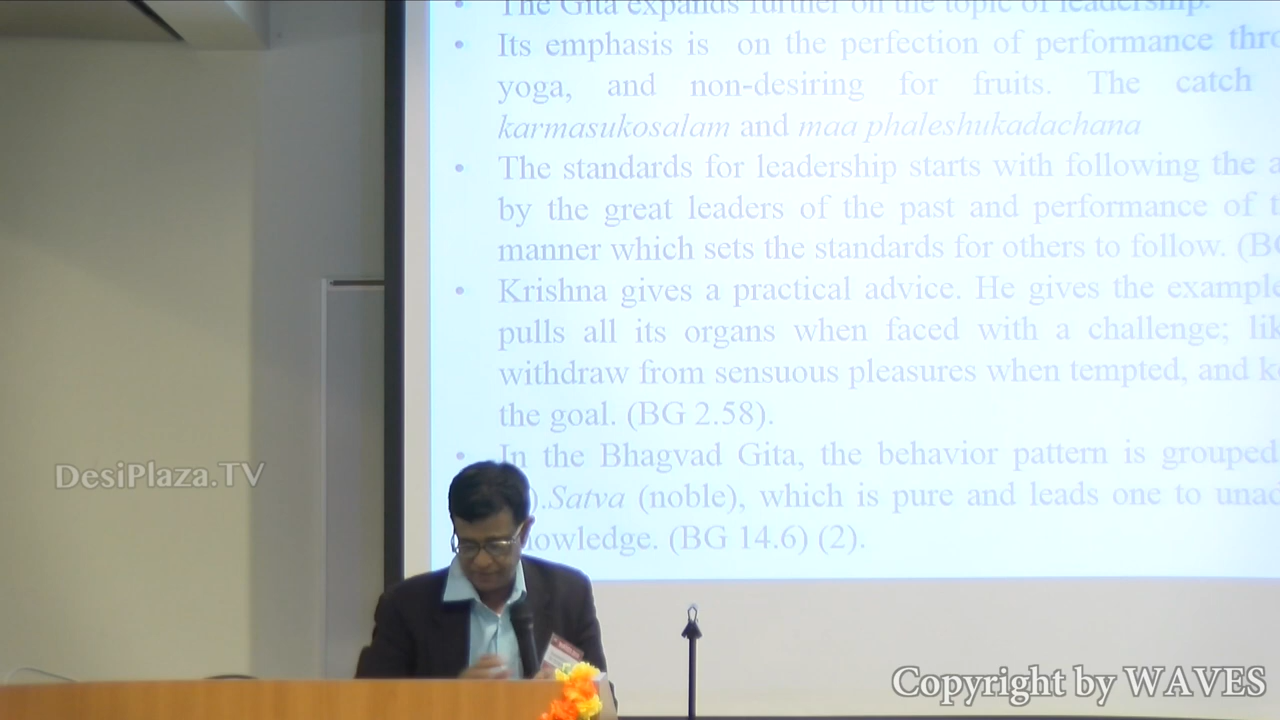 The Gita expands further on the topic of leadership.
• Its emphasis is on the perfection of performance
yoga, and non-desiring for fruits. The catch
karmasukosalam and maa phaleshukadachana
• The standards for leadership starts with following the
by the great leaders of the past and performance of
manner which sets the standards for others to follow.
• Krishna gives a practical advice. He gives the example
pulls all its organs when faced with a challenge;
withdraw from sensuous pleasures when tempted, and
the goal. (BG 2.58).
• In the Bhagvad Gita, the behavior pattern is grouped
.Satva (noble), which is pure and leads one to
(BG 14.6) (2).
DesiPlaza.TV
Copyright by WAVES